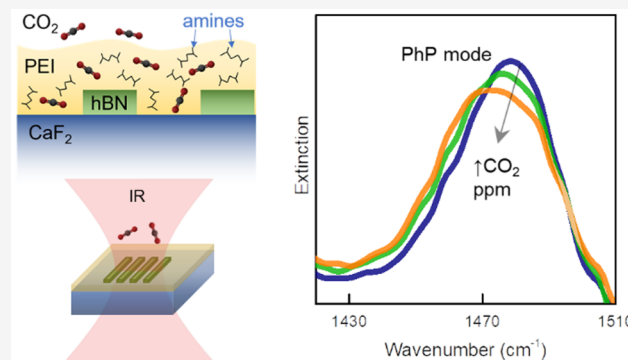 CO2
amines
PEI
hBN
CaF2
IR
Extinction
PhP mode
↑CO2
ppm
1430
1470
1510
Wavenumber (cm-1)